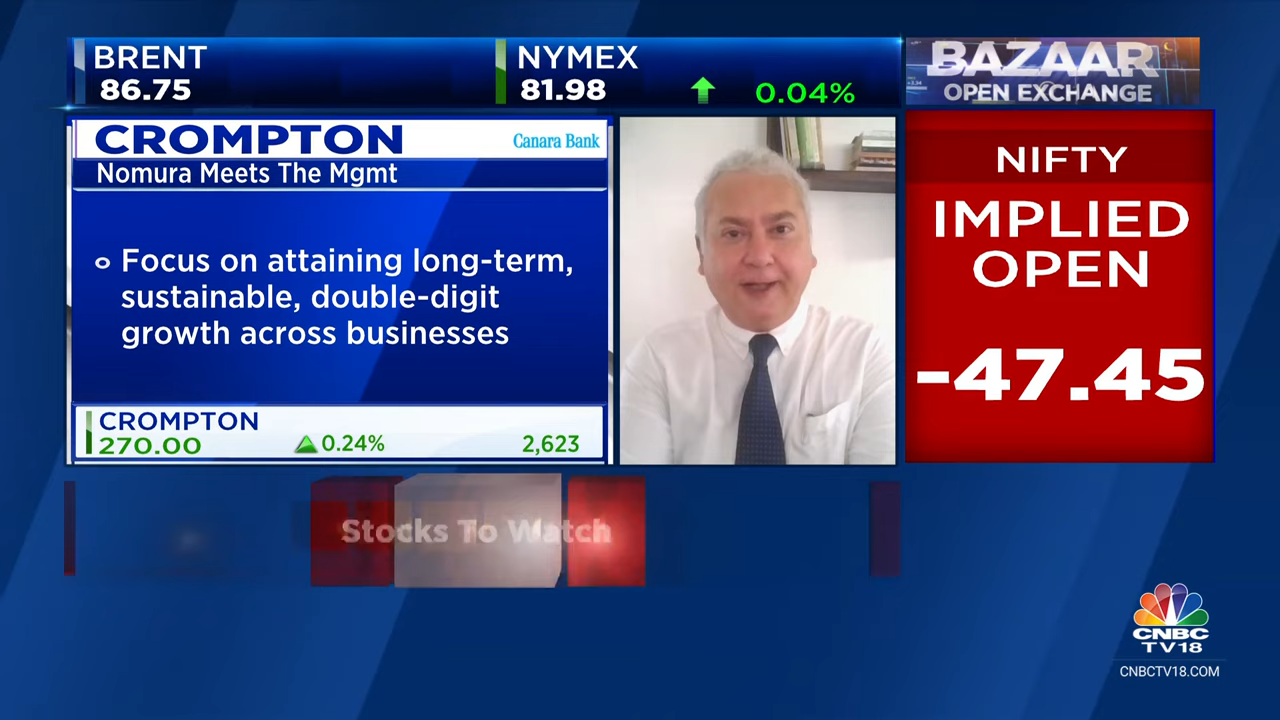 BRENT
86.75
NYMEX
81.98
0.04%
BAZAAR
OPEN EXCHANGE
CROMPTON
Canara Bank
Nomura Meets The Mgmt
Focus on attaining long-term,
sustainable, double-digit
growth across businesses
CROMPTON
270.00
0.24%
2,623
NIFTY
IMPLIED
OPEN
-47.45
Stocks To Watch
CNBC
TV18
CNBCTV18.COM